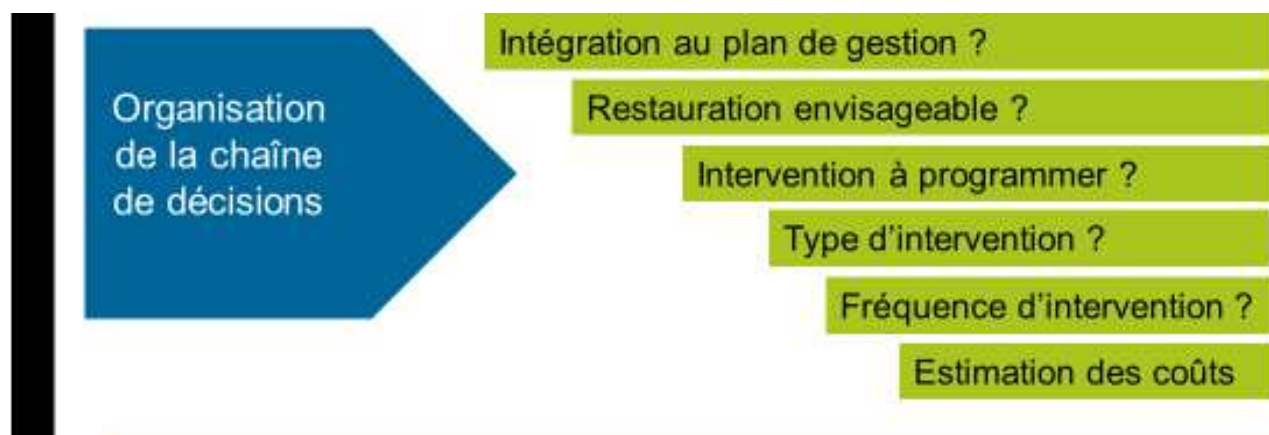 Organisation
de la chaîne
de décisions
Intégration au plan de gestion ?
Restauration envisageable ?
Intervention à programmer ?
Type d'intervention ?
Fréquence d'intervention ?
Estimation des coûts